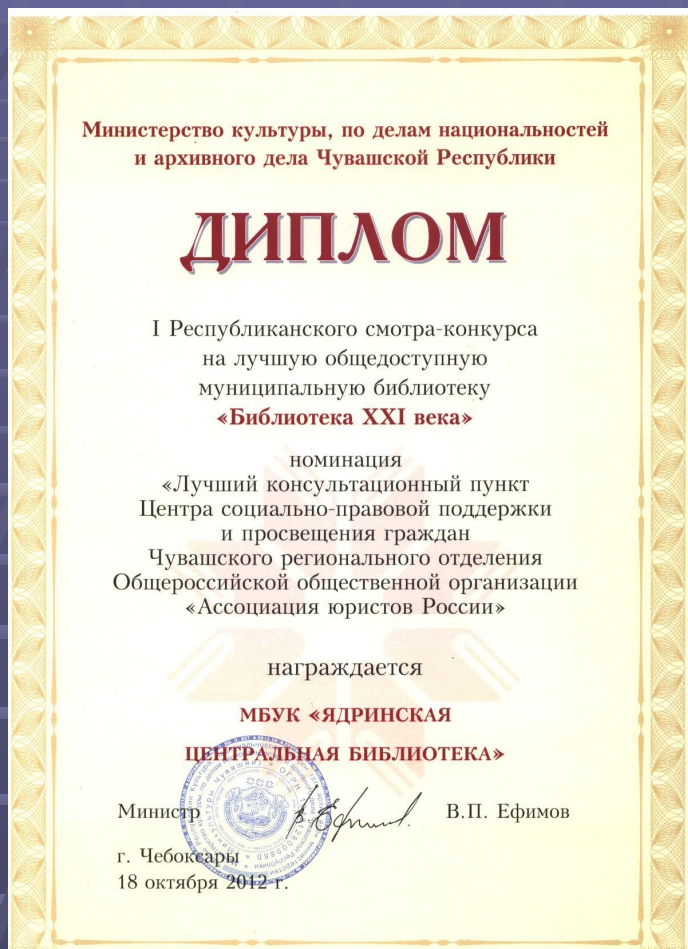 Министерство культуры, по делам национальностей
и архивного дела Чувашской Республики
ДИПЛОМ
I Республиканского смотра-конкурса
на лучшую общедоступную
муниципальную библиотеку
«Библиотека XXI века»
номинация
«Лучший консультационный пункт
Центра социально-правовой поддержки
и просвещения граждан
Чувашского регионального отделения
Общероссийской общественной организации
«Ассоциация юристов России»
награждается
МБУК «ЯДРИНСКАЯ
ЦЕНТРАЛЬНАЯ БИБЛИОТЕКА»
Министр В.П. Ефимов
г. Чебоксары
18 октября 2012 г.